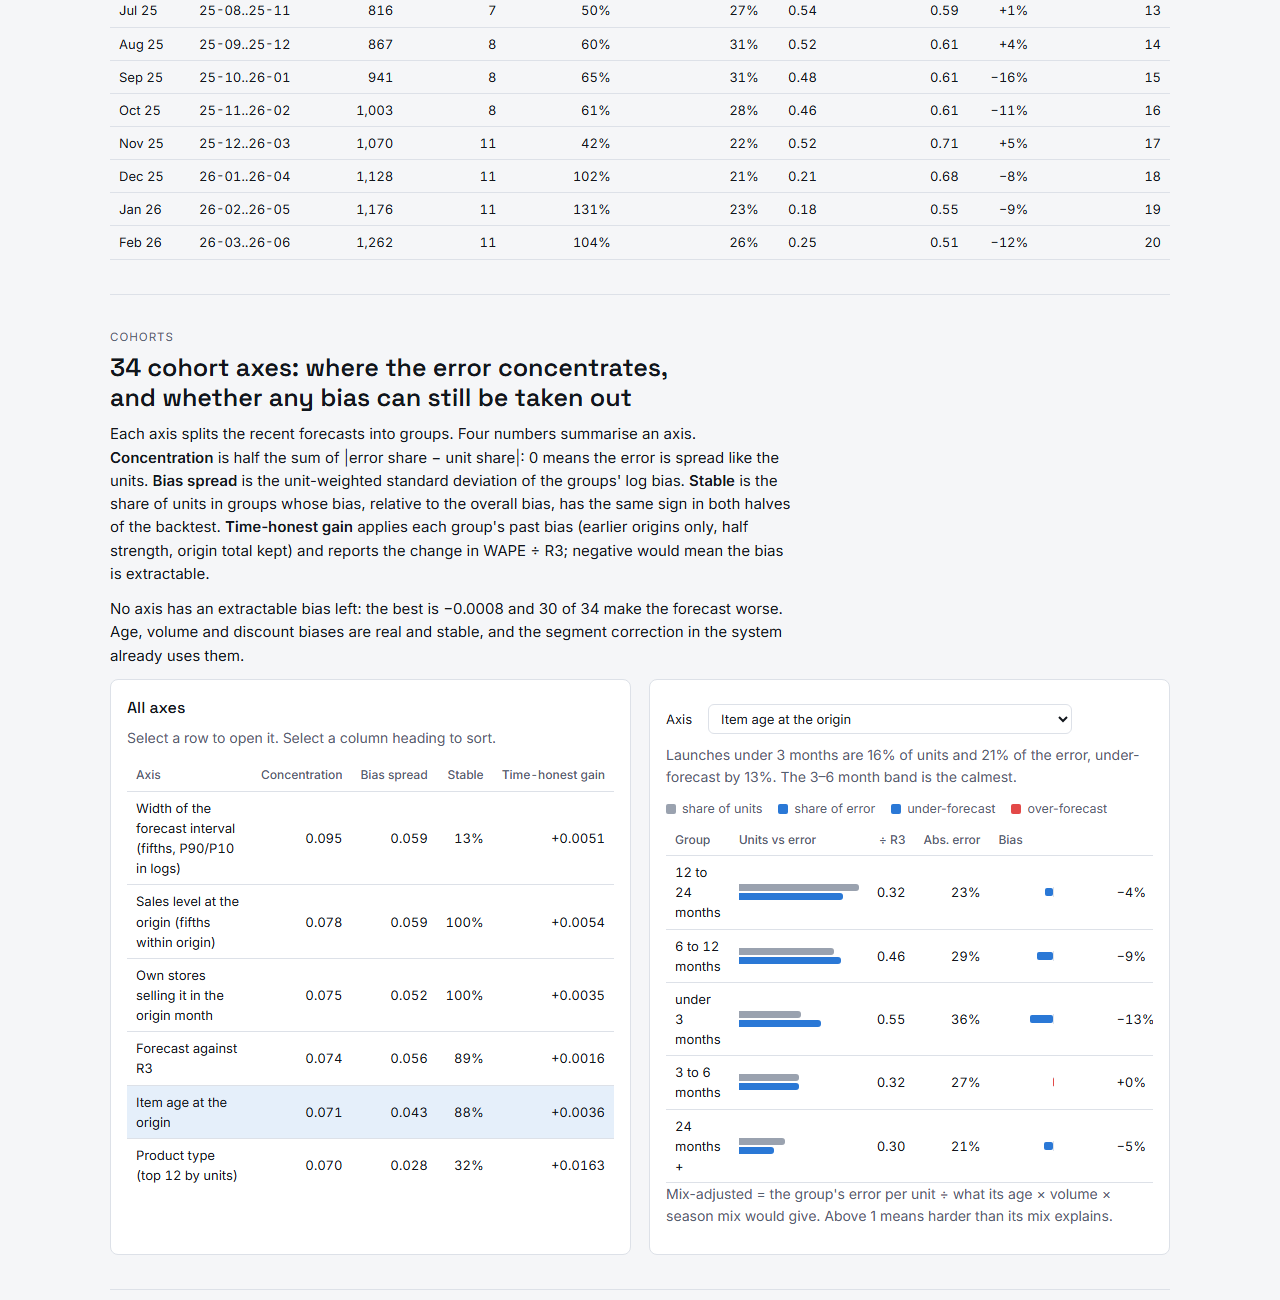 Jul 25 25-08..25-11 816 7 50% 27% 0.54 0.59 +1% 13
Aug 25 25-09..25-12 867 8 60% 31% 0.52 0.61 +4% 14
Sep 25 25-10..26-01 941 8 65% 31% 0.48 0.61 −16% 15
Oct 25 25-11..26-02 1,003 8 61% 28% 0.46 0.61 −11% 16
Nov 25 25-12..26-03 1,070 11 42% 22% 0.52 0.71 +5% 17
Dec 25 26-01..26-04 1,128 11 102% 21% 0.21 0.68 −8% 18
Jan 26 26-02..26-05 1,176 11 131% 23% 0.18 0.55 −9% 19
Feb 26 26-03..26-06 1,262 11 104% 26% 0.25 0.51 −12% 20
COHORTS
34 cohort axes: where the error concentrates,
and whether any bias can still be taken out
Each axis splits the recent forecasts into groups. Four numbers summarise an axis.
Concentration is half the sum of |error share − unit share|: 0 means the error is spread like the
units. Bias spread is the unit-weighted standard deviation of the groups' log bias. Stable is the
share of units in groups whose bias, relative to the overall bias, has the same sign in both halves
of the backtest. Time-honest gain applies each group's past bias (earlier origins only, half
strength, origin total kept) and reports the change in WAPE ÷ R3; negative would mean the bias
is extractable.
No axis has an extractable bias left: the best is −0.0008 and 30 of 34 make the forecast worse.
Age, volume and discount biases are real and stable, and the segment correction in the system
already uses them.
All axes
Select a row to open it. Select a column heading to sort.
Axis Concentration Bias spread Stable Time-honest gain
Width of the
forecast interval
(fifths, P90/P10
in logs)
0.095 0.059 13% +0.0051
Sales level at the
origin (fifths
within origin)
0.078 0.059 100% +0.0054
Own stores
selling it in the
origin month
0.075 0.052 100% +0.0035
Forecast against
R3
0.074 0.056 89% +0.0016
Item age at the
origin
0.071 0.043 88% +0.0036
Product type
(top 12 by units)
0.070 0.028 32% +0.0163
Axis Item age at the origin
Launches under 3 months are 16% of units and 21% of the error, under-
forecast by 13%. The 3–6 month band is the calmest.
share of units share of error under-forecast over-forecast
Group Units vs error ÷ R3 Abs. error Bias
12 to
24
months
0.32 23% −4%
6 to 12
months
0.46 29% −9%
under
3
months
0.55 36% −13%
3 to 6
months
0.32 27% +0%
24
months
+
0.30 21% −5%
Mix-adjusted = the group's error per unit ÷ what its age × volume ×
season mix would give. Above 1 means harder than its mix explains.